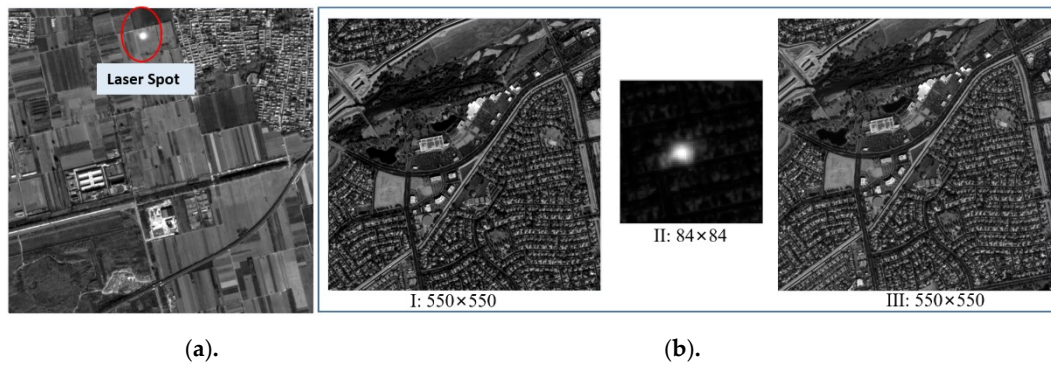 Laser Spot
II: 84×84
I: 550×550
III: 550×550
(a).
(b).